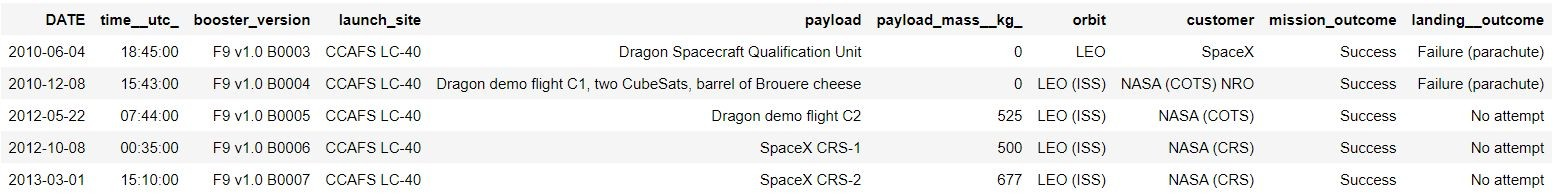 DATE time__utc_ booster_version launch_site payload payload_mass__kg_ orbit customer mission_outcome landing__outcome
2010-06-04 18:45:00 F9 v1.0 B0003 CCAFS LC-40 Dragon Spacecraft Qualification Unit 0 LEO SpaceX Success Failure (parachute)
2010-12-08 15:43:00 F9 v1.0 B0004 CCAFS LC-40 Dragon demo flight C1, two CubeSats, barrel of Brouere cheese 0 LEO (ISS) NASA (COTS) NRO Success Failure (parachute)
2012-05-22 07:44:00 F9 v1.0 B0005 CCAFS LC-40 Dragon demo flight C2 525 LEO (ISS) NASA (COTS) Success No attempt
2012-10-08 00:35:00 F9 v1.0 B0006 CCAFS LC-40 SpaceX CRS-1 500 LEO (ISS) NASA (CRS) Success No attempt
2013-03-01 15:10:00 F9 v1.0 B0007 CCAFS LC-40 SpaceX CRS-2 677 LEO (ISS) NASA (CRS) Success No attempt